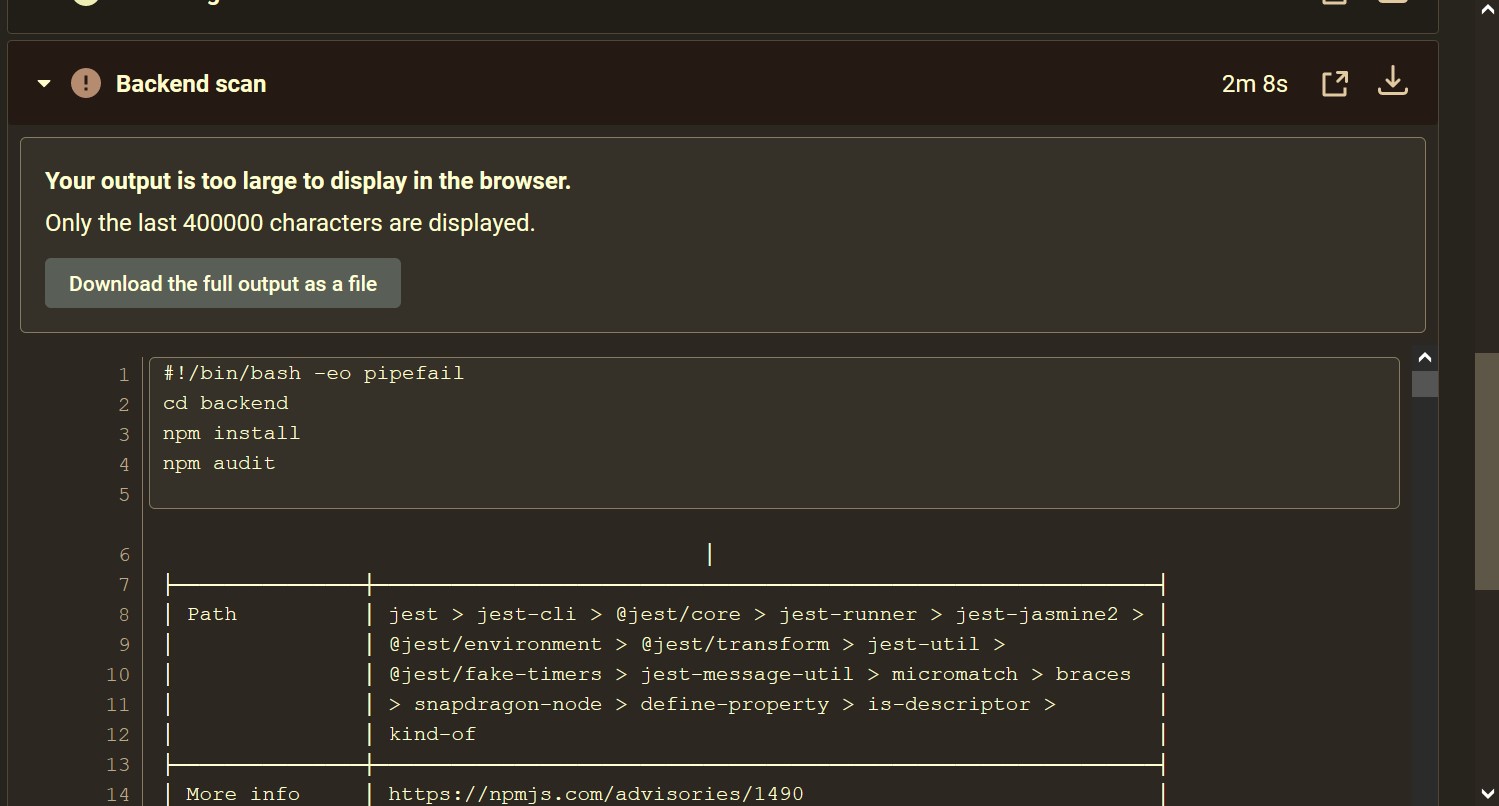 Backend scan
2m 8s
Your output is too large to display in the browser.
Only the last 400000 characters are displayed.
Download the full output as a file
1 #!/bin/bash -eo pipefail
2 cd backend
3 npm install
4 npm audit
5
6 │
7 ├───────────────┼──────────────────────────────────────────────────────────────┤
8 │ Path │ jest > jest-cli > @jest/core > jest-runner > jest-jasmine2 > │
9 │ │ @jest/environment > @jest/transform > jest-util > │
10 │ │ @jest/fake-timers > jest-message-util > micromatch > braces │
11 │ │ > snapdragon-node > define-property > is-descriptor > │
12 │ │ kind-of │
13 ├───────────────┼──────────────────────────────────────────────────────────────┤
14 │ More info │ https://npmjs.com/advisories/1490 │